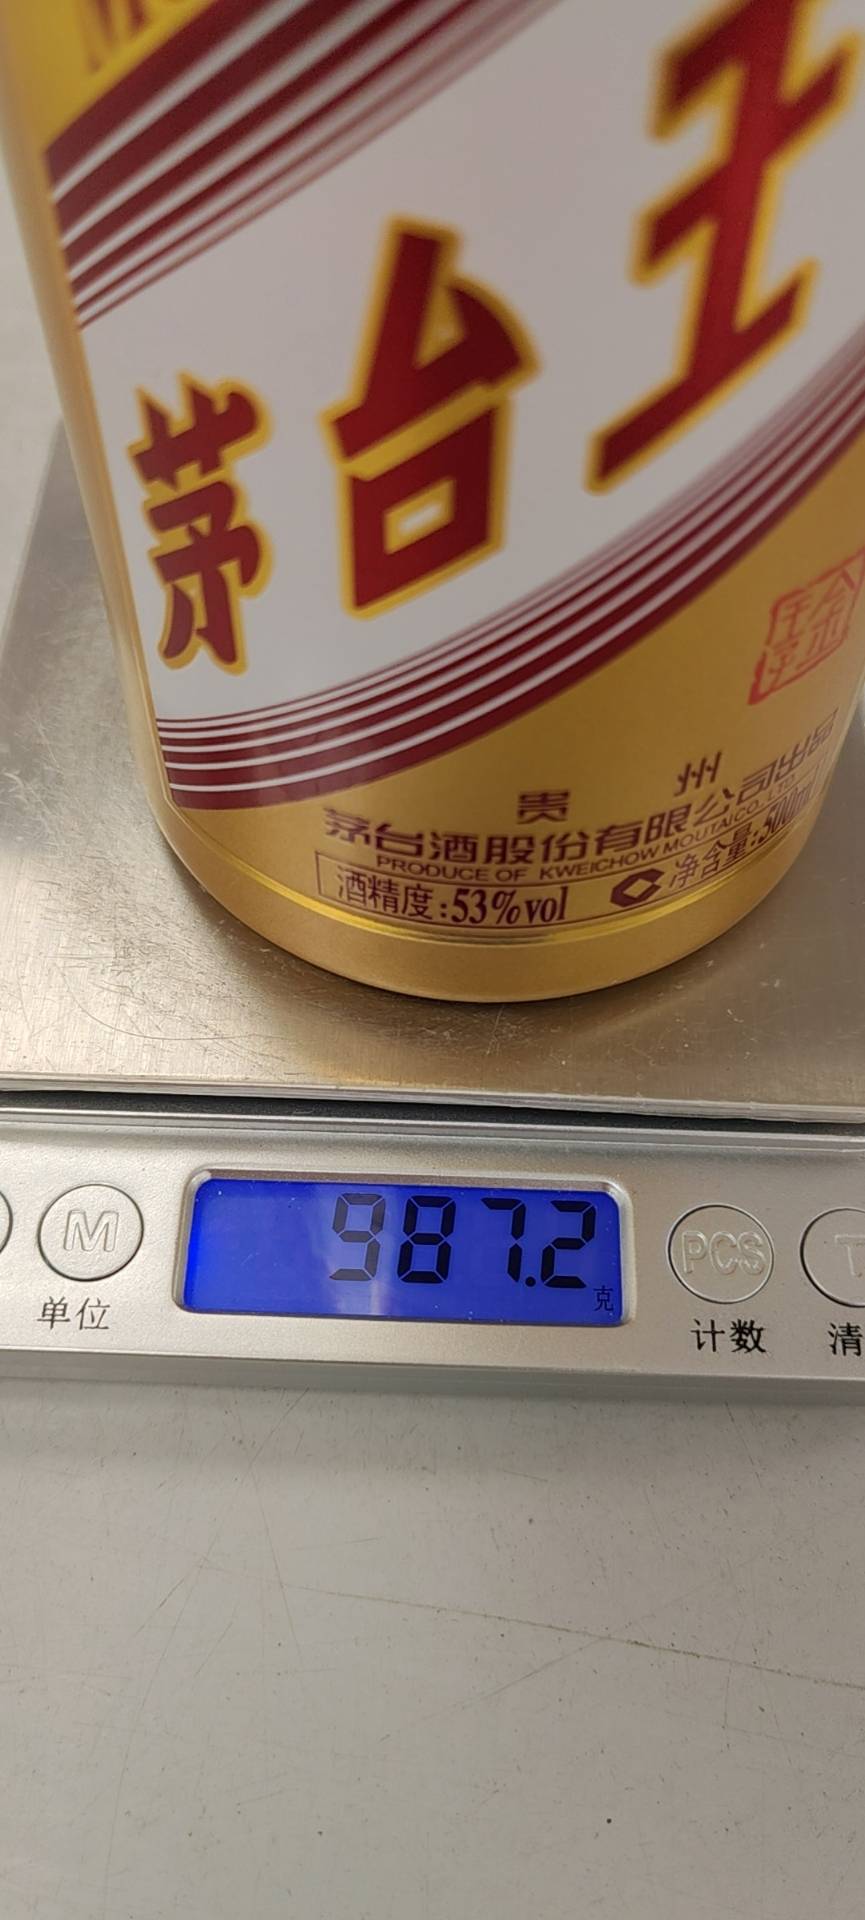 茅台王
贵 州
茅台酒股份有限公司出品
PRODUCE OF KWEICHOW MOUTAI CO., LTD
酒精度:53%vol 净含量:500ml
987.2
克
M
单位
PCS
计数
T
清